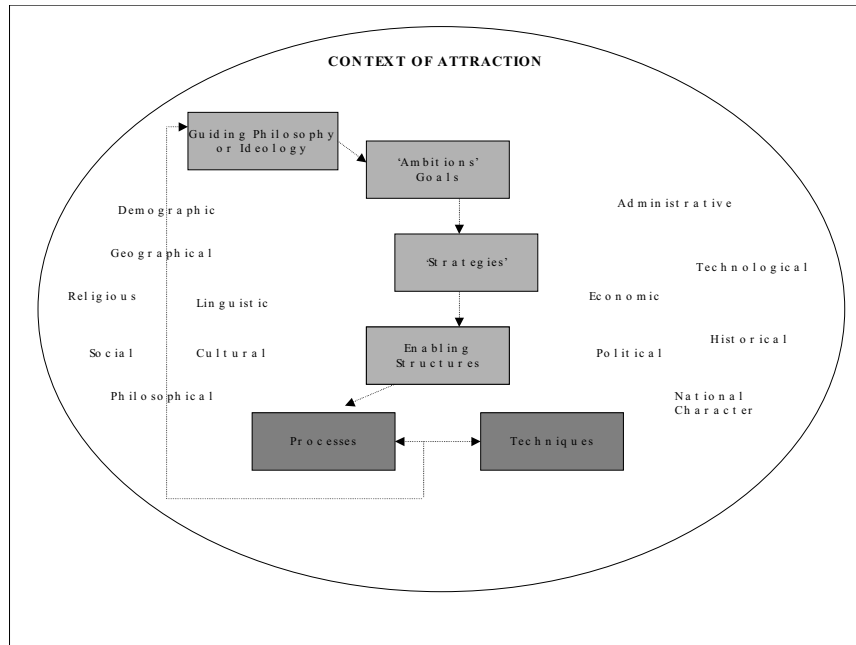 CONTEXT OF ATTRACTION
Guiding Philosophy
or Ideology
‘Ambitions’
Goals
‘Strategies’
Enabling
Structures
Processes
Techniques
Demographic
Geographical
Religious
Linguistic
Social
Cultural
Philosophical
Administrative
Technological
Economic
Historical
Political
National
Character